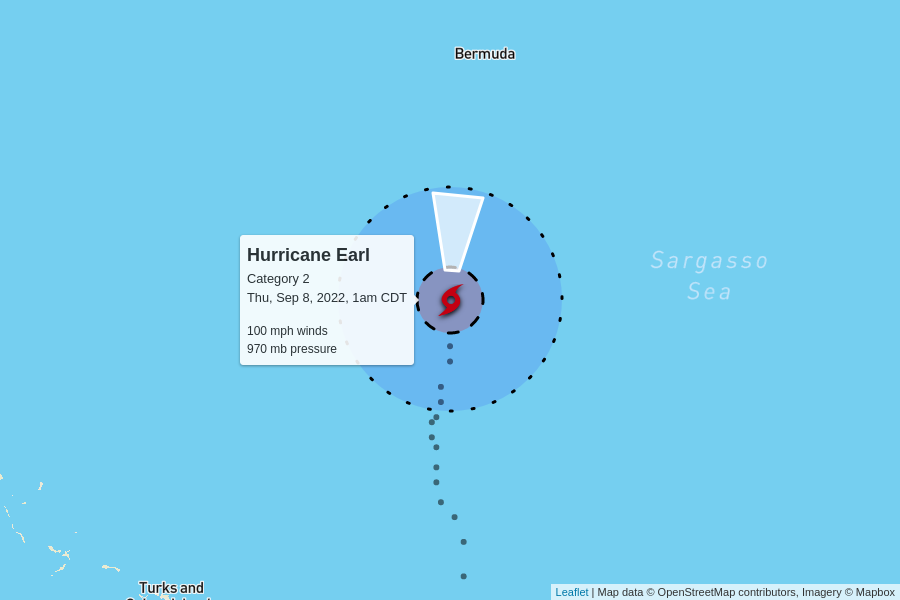 Bermuda
Sargasso
Sea
Hurricane Earl
Category 2
Thu, Sep 8, 2022, 1am CDT
100 mph winds
970 mb pressure
Turks and
Leaflet | Map data © OpenStreetMap contributors, Imagery © Mapbox